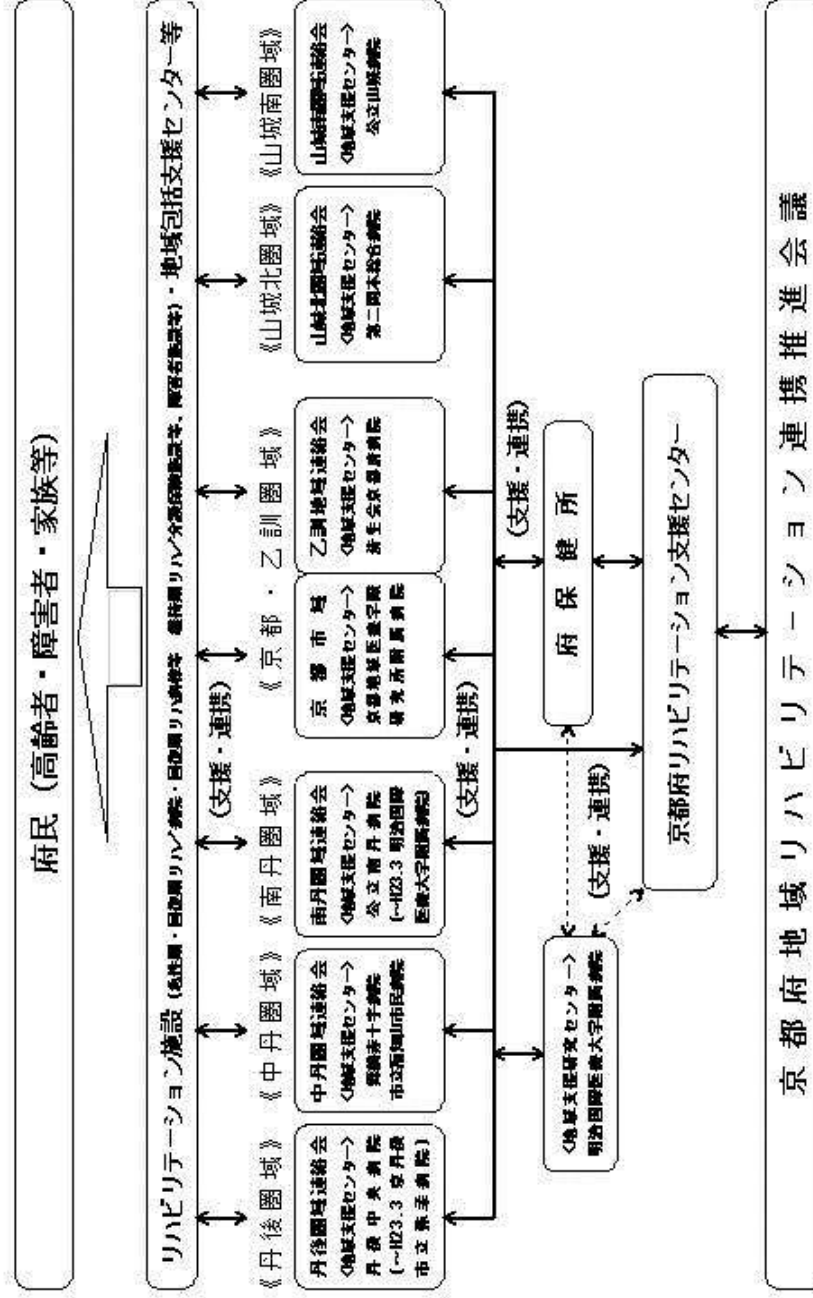 府民（高齢者・障害者・家族等）
リハビリテーション施設（急性期・回復期リハ／病院・回復期リハ病棟等　維持期リハ／介護保険施設等、障害者施設等）・地域包括支援センター等
（支援・連携）
《丹後圏域》
丹後圏域連絡会
〈地域支援センター〉
丹後中央病院
（～H23.3 京丹後
市立弥栄病院）
《中丹圏域》
中丹圏域連絡会
〈地域支援センター〉
舞鶴赤十字病院
市立福知山市民病院
《南丹圏域》
南丹圏域連絡会
〈地域支援センター〉
公立南丹病院
（～H23.3 明治国際
医療大学附属病院）
《京都・乙訓圏域》
京都市域
〈地域支援センター〉
京都地域医療学際
研究所附属病院
乙訓地域連絡会
〈地域支援センター〉
済生会京都府病院
《山城北圏域》
山城北圏域連絡会
〈地域支援センター〉
第二岡本総合病院
《山城南圏域》
山城南圏域連絡会
〈地域支援センター〉
公立山城病院
（支援・連携）
（支援・連携）
府保健所
〈地域支援研究センター〉
明治国際医療大学附属病院
（支援・連携）
京都府リハビリテーション支援センター
京都府地域リハビリテーション連携推進会議